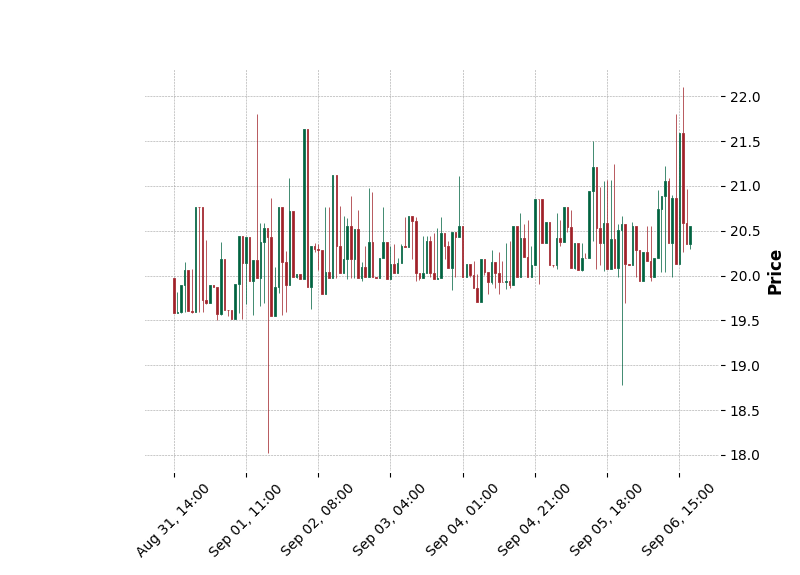 22.0
21.5
21.0
20.5
20.0
19.5
19.0
18.5
18.0
Price
Aug 31, 14:00
Sep 01, 11:00
Sep 02, 08:00
Sep 03, 04:00
Sep 04, 01:00
Sep 04, 21:00
Sep 05, 18:00
Sep 06, 15:00